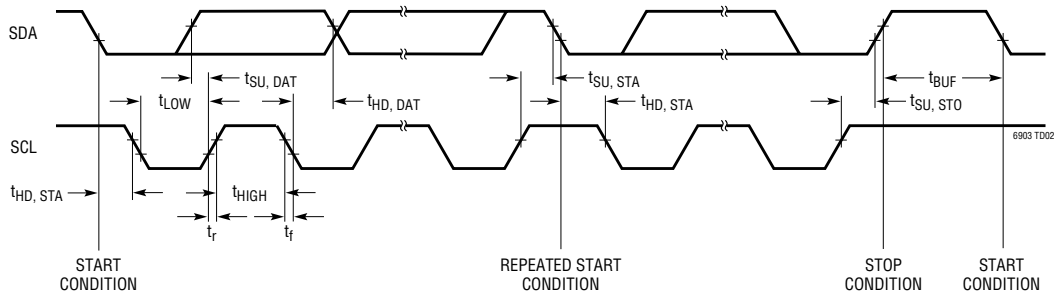 SDA
tSU, DAT
tSU, STA
tBUF
tLOW
tHD, DAT
tHD, STA
tSU, STO
SCL
6903 TD02
tHD, STA
tHIGH
tr
tf
START
CONDITION
REPEATED START
CONDITION
STOP
CONDITION
START
CONDITION